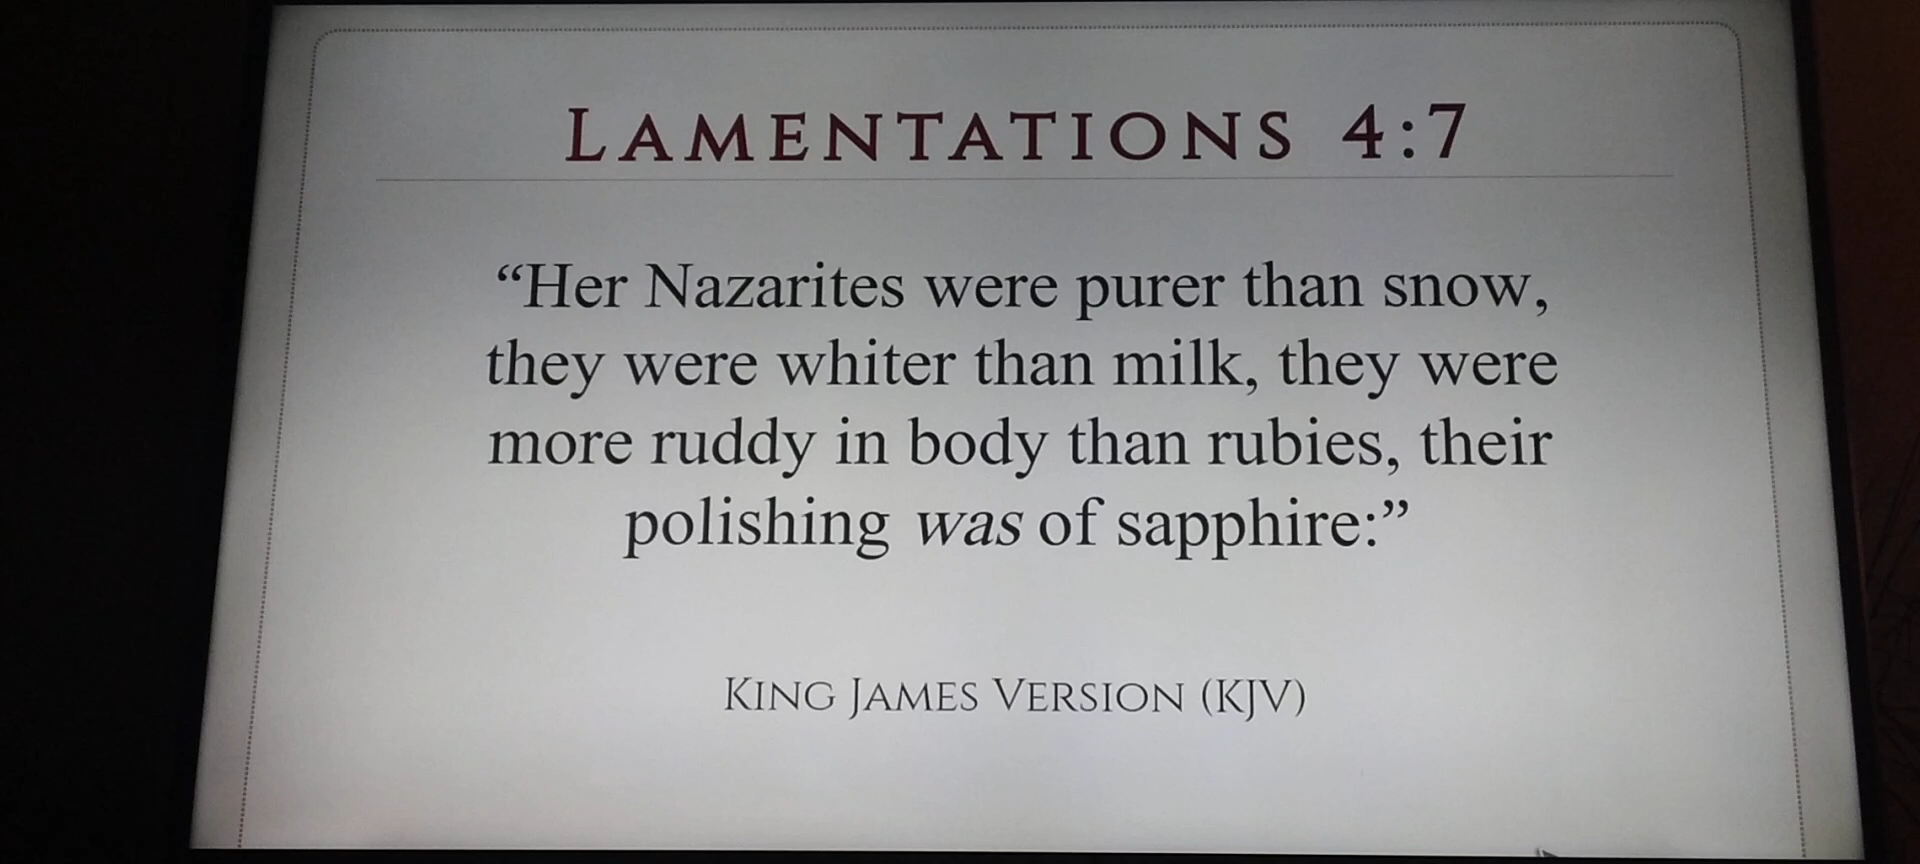 LAMENTATIONS 4:7
“Her Nazarites were purer than snow,
they were whiter than milk, they were
more ruddy in body than rubies, their
polishing was of sapphire:”
KING JAMES VERSION (KJV)